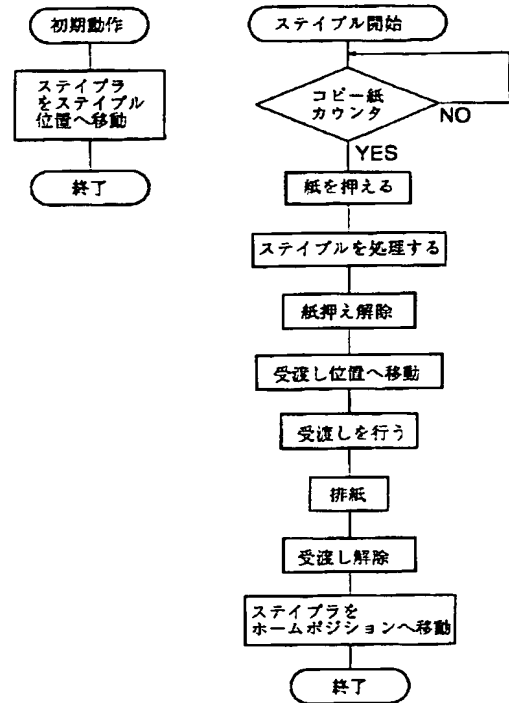 初期動作
ステイプラ
をステイプル
位置へ移動
終了
ステイプル開始
コピー紙
カウンタ
NO
YES
紙を押える
ステイプルを処理する
紙押え解除
受渡し位置へ移動
受渡しを行う
排紙
受渡し解除
ステイプラを
ホームポジションへ移動
終了